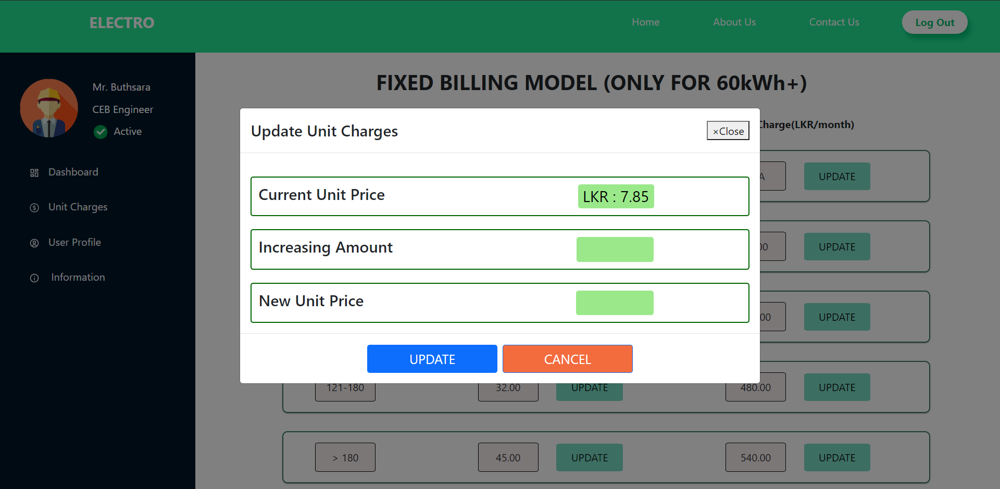 ELECTRO
Home
About Us
Contact Us
Log Out
Mr. Buthsara
CEB Engineer
Active
Dashboard
Unit Charges
User Profile
Information
FIXED BILLING MODEL (ONLY FOR 60kWh+)
Charge(LKR/month)
Update Unit Charges
×Close
Current Unit Price
LKR : 7.85
Increasing Amount
New Unit Price
UPDATE
CANCEL
A
UPDATE
00
UPDATE
00
UPDATE
121-180
32.00
UPDATE
480.00
UPDATE
> 180
45.00
UPDATE
540.00
UPDATE